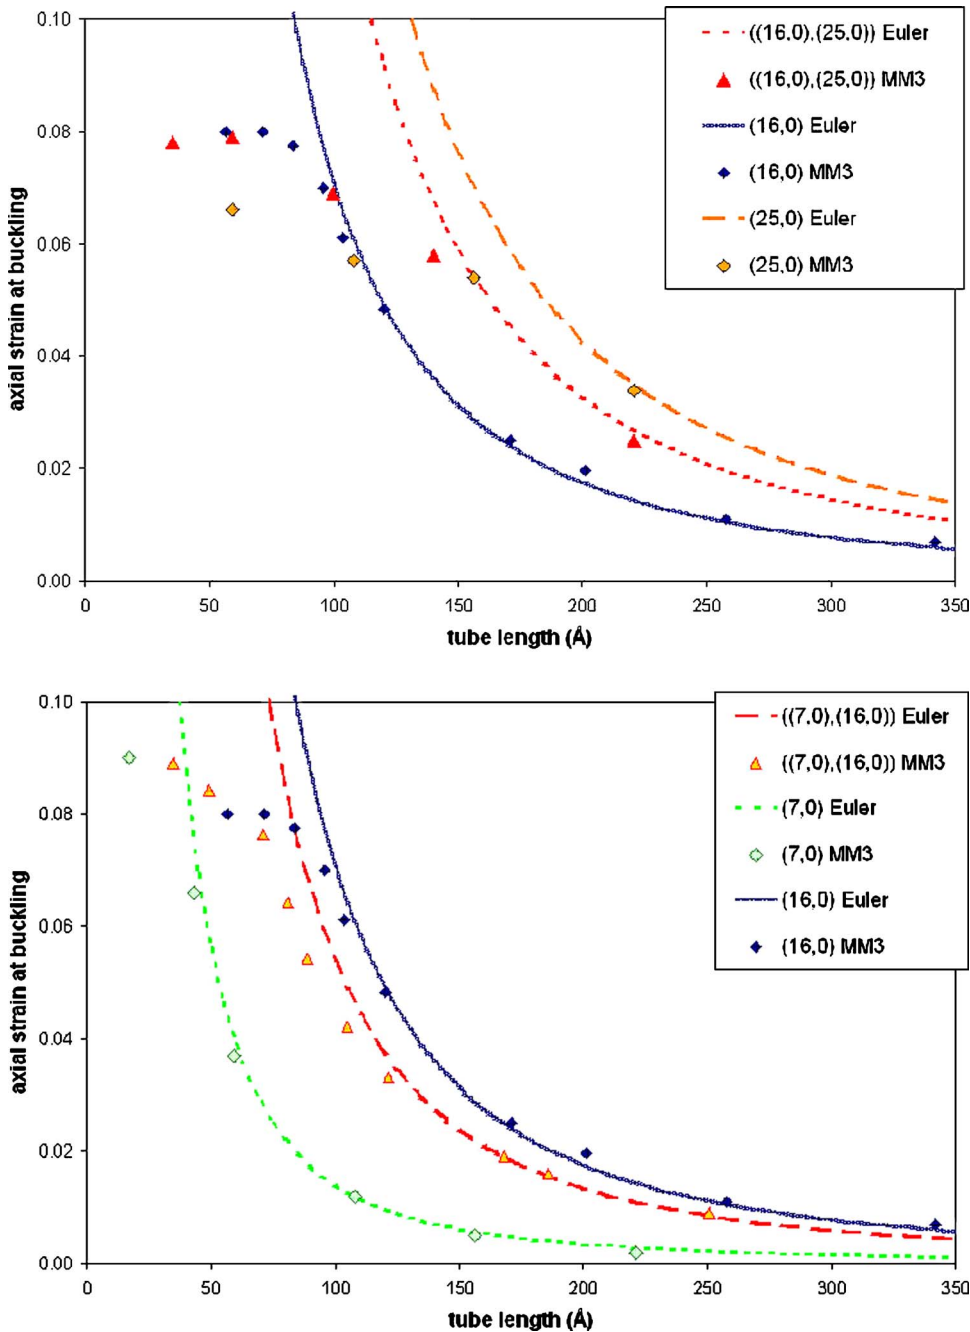 0.10
0.08
0.06
0.04
0.02
0.00
axial strain at buckling
0 50 100 150 200 250 300 350
tube length (Å)
((16,0),(25,0)) Euler
((16,0),(25,0)) MM3
(16,0) Euler
(16,0) MM3
(25,0) Euler
(25,0) MM3
0.10
0.08
0.06
0.04
0.02
0.00
axial strain at buckling
0 50 100 150 200 250 300 350
tube length (Å)
((7,0),(16,0)) Euler
((7,0),(16,0)) MM3
(7,0) Euler
(7,0) MM3
(16,0) Euler
(16,0) MM3